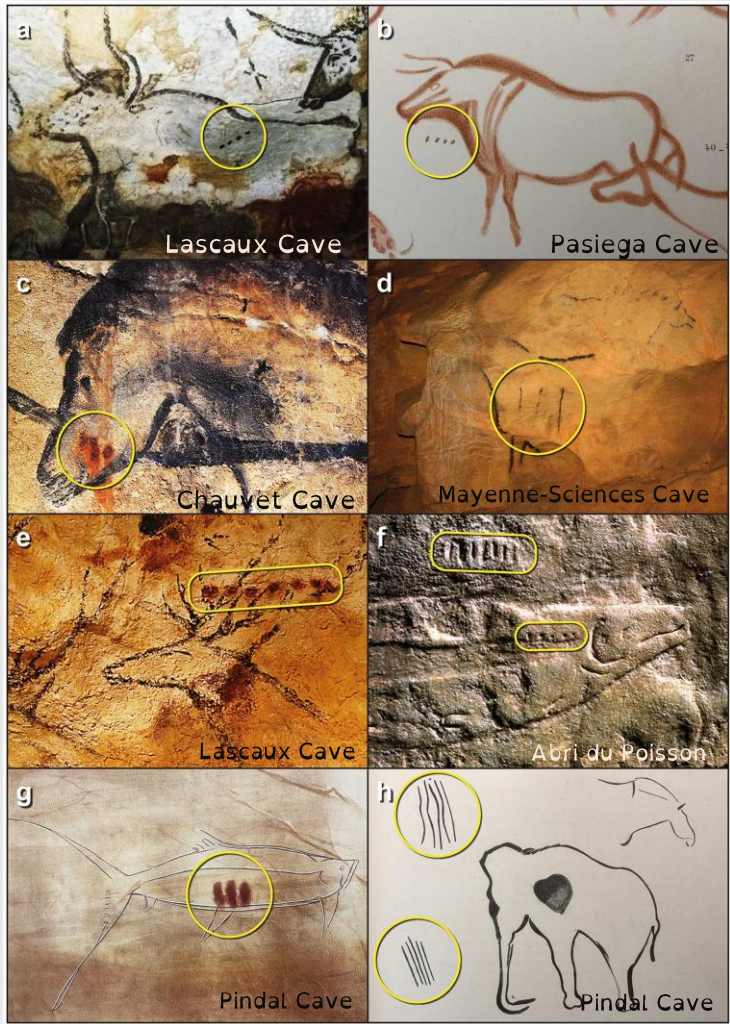 a
Lascaux Cave
b
27
Pasiega Cave
c
Chauvet Cave
d
Mayenne-Sciences Cave
e
Lascaux Cave
f
Abri du Poisson
g
Pindal Cave
h
Pindal Cave